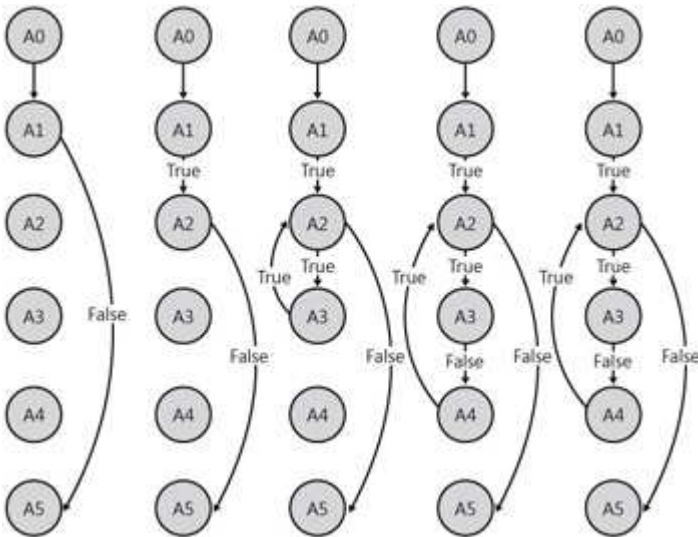 A0 A0 A0 A0 A0
A1 A1 A1 A1 A1
True True True True
A2 A2 A2 A2 A2
True True True True True True
A3 A3 A3 A3 A3
False
False False False False False False
A4 A4 A4 A4 A4
A5 A5 A5 A5 A5